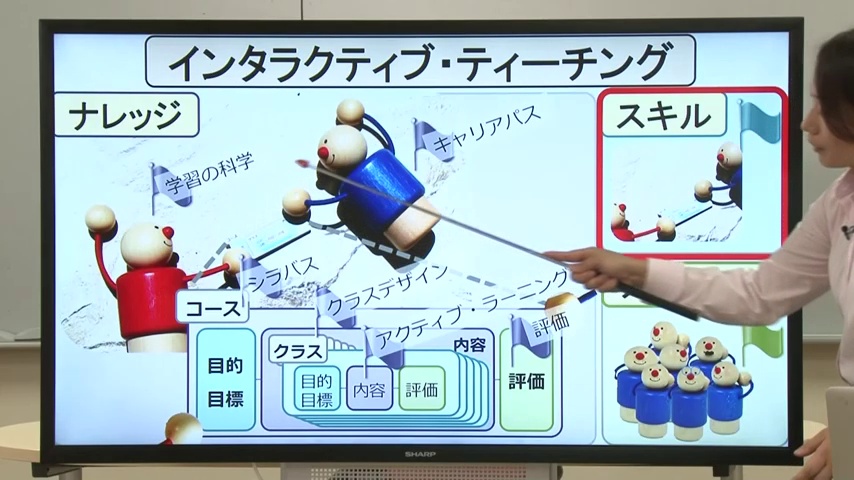 インタラクティブ・ティーチング
ナレッジ
スキル
キャリアパス
学習の科学
シラバス
クラスデザイン
アクティブ・ラーニング
評価
コース
クラス
内容
目的
目標
目的
目標
内容
評価
評価
SHARP